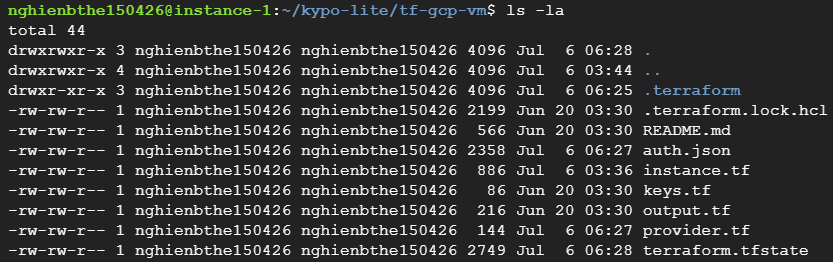 nghienbthe150426@instance-1:~/kypo-lite/tf-gcp-vm$ ls -la
total 44
drwxrwxr-x 3 nghienbthe150426 nghienbthe150426 4096 Jul  6 06:28 .
drwxrwxr-x 4 nghienbthe150426 nghienbthe150426 4096 Jul  6 03:44 ..
drwxr-xr-x 3 nghienbthe150426 nghienbthe150426 4096 Jul  6 06:25 .terraform
-rw-rw-r-- 1 nghienbthe150426 nghienbthe150426 2199 Jun 20 03:30 .terraform.lock.hcl
-rw-rw-r-- 1 nghienbthe150426 nghienbthe150426  566 Jun 20 03:30 README.md
-rw-rw-r-- 1 nghienbthe150426 nghienbthe150426 2358 Jul  6 06:27 auth.json
-rw-rw-r-- 1 nghienbthe150426 nghienbthe150426  886 Jul  6 03:36 instance.tf
-rw-rw-r-- 1 nghienbthe150426 nghienbthe150426   86 Jun 20 03:30 keys.tf
-rw-rw-r-- 1 nghienbthe150426 nghienbthe150426  216 Jun 20 03:30 output.tf
-rw-rw-r-- 1 nghienbthe150426 nghienbthe150426  144 Jul  6 06:27 provider.tf
-rw-rw-r-- 1 nghienbthe150426 nghienbthe150426 2749 Jul  6 06:28 terraform.tfstate